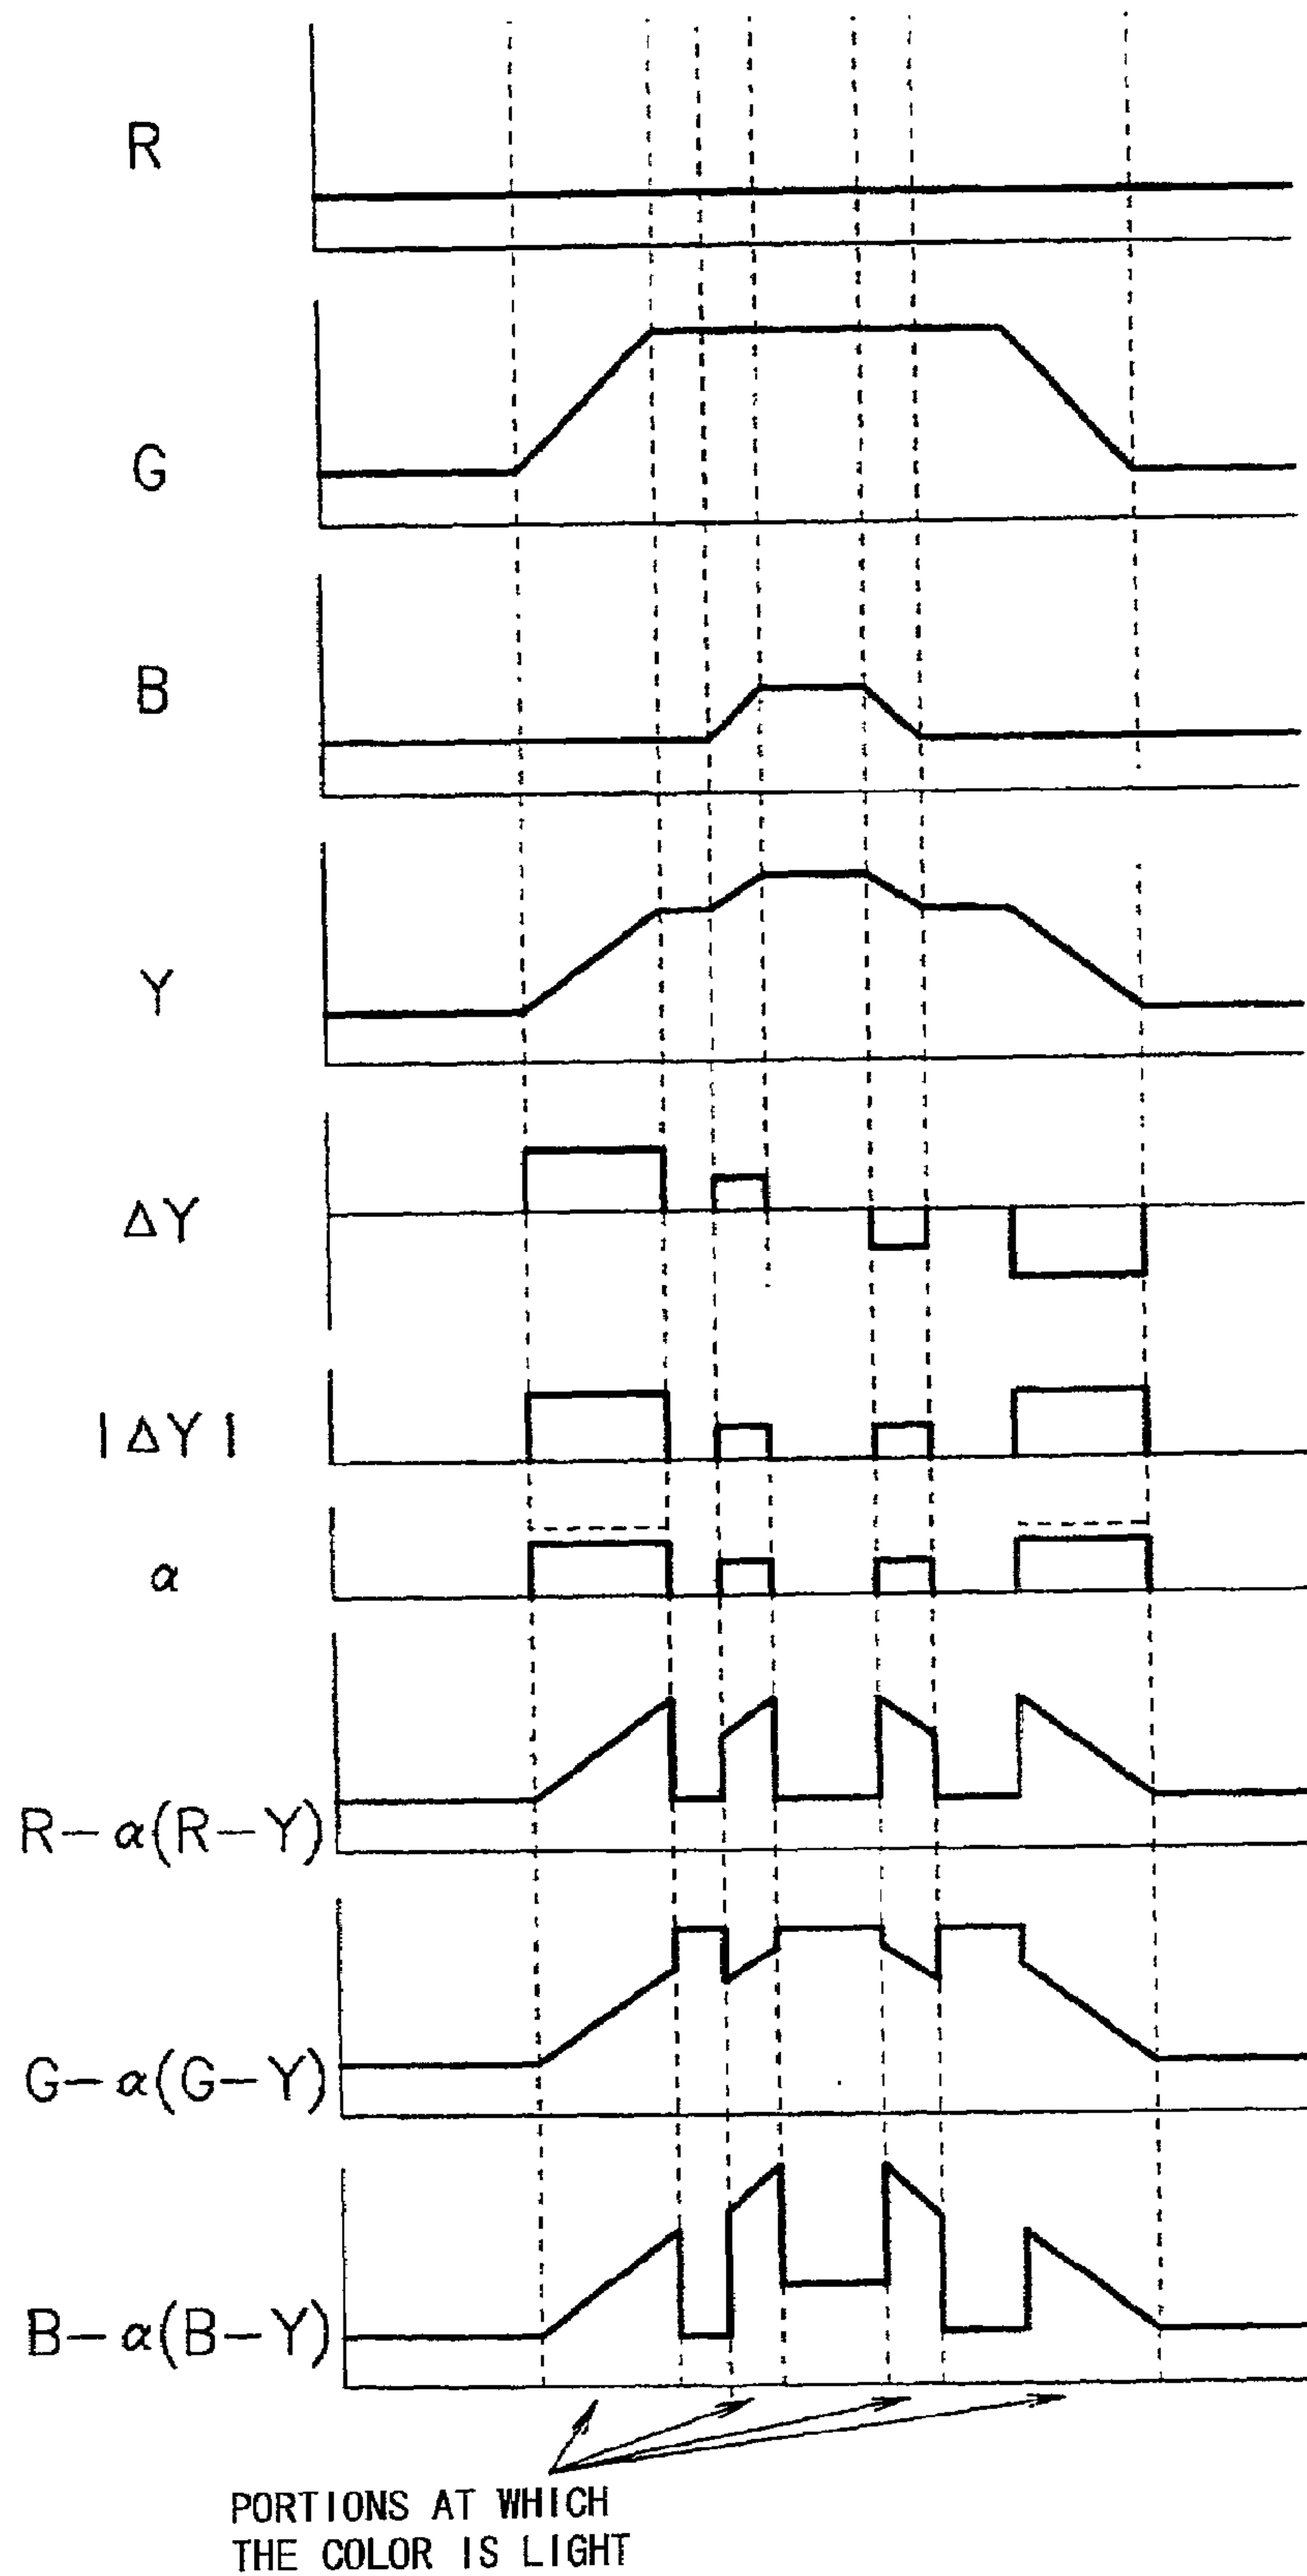 R
G
B
Y
ΔY
|ΔY|
α
R-α(R-Y)
G-α(G-Y)
B-α(B-Y)
PORTIONS AT WHICH
THE COLOR IS LIGHT